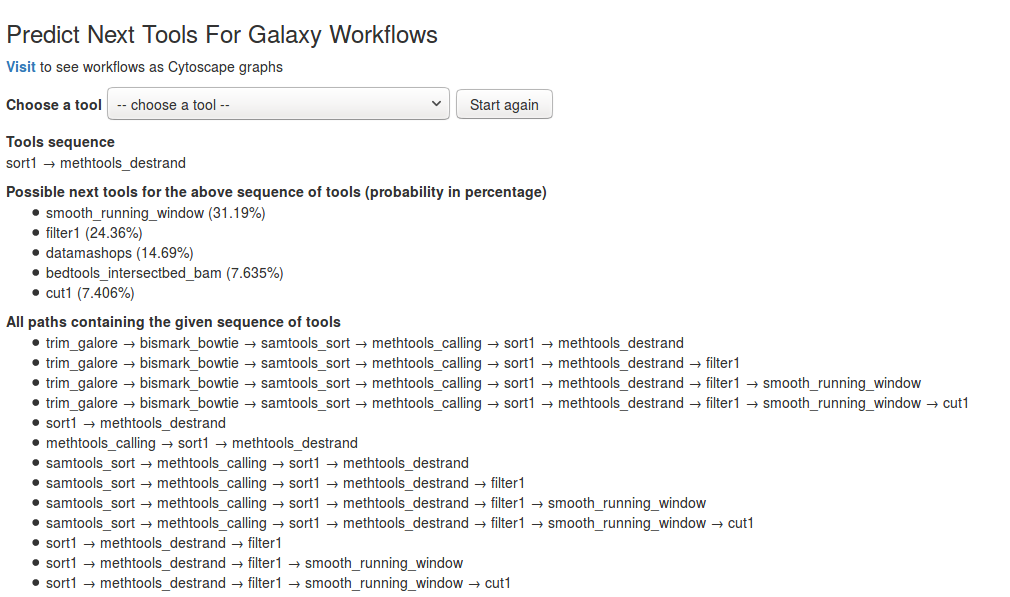 Predict Next Tools For Galaxy Workflows
Visit to see workflows as Cytoscape graphs
Choose a tool -- choose a tool -- Start again
Tools sequence
sort1 → methtools_destrand
Possible next tools for the above sequence of tools (probability in percentage)
● smooth_running_window (31.19%)
● filter1 (24.36%)
● datamashops (14.69%)
● bedtools_intersectbed_bam (7.635%)
● cut1 (7.406%)
All paths containing the given sequence of tools
● trim_galore → bismark_bowtie → samtools_sort → methtools_calling → sort1 → methtools_destrand
● trim_galore → bismark_bowtie → samtools_sort → methtools_calling → sort1 → methtools_destrand → filter1
● trim_galore → bismark_bowtie → samtools_sort → methtools_calling → sort1 → methtools_destrand → filter1 → smooth_running_window
● trim_galore → bismark_bowtie → samtools_sort → methtools_calling → sort1 → methtools_destrand → filter1 → smooth_running_window → cut1
● sort1 → methtools_destrand
● methtools_calling → sort1 → methtools_destrand
● samtools_sort → methtools_calling → sort1 → methtools_destrand
● samtools_sort → methtools_calling → sort1 → methtools_destrand → filter1
● samtools_sort → methtools_calling → sort1 → methtools_destrand → filter1 → smooth_running_window
● samtools_sort → methtools_calling → sort1 → methtools_destrand → filter1 → smooth_running_window → cut1
● sort1 → methtools_destrand → filter1
● sort1 → methtools_destrand → filter1 → smooth_running_window
● sort1 → methtools_destrand → filter1 → smooth_running_window → cut1